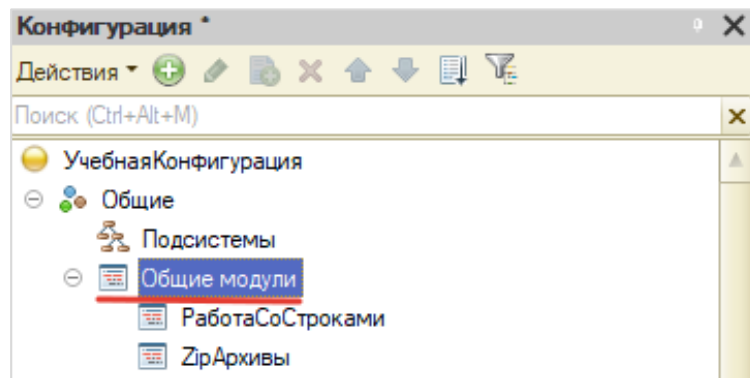 Конфигурация *
Действия
Поиск (Ctrl+Alt+M)
УчебнаяКонфигурация
Общие
Подсистемы
Общие модули
РаботаСоСтроками
ZipАрхивы